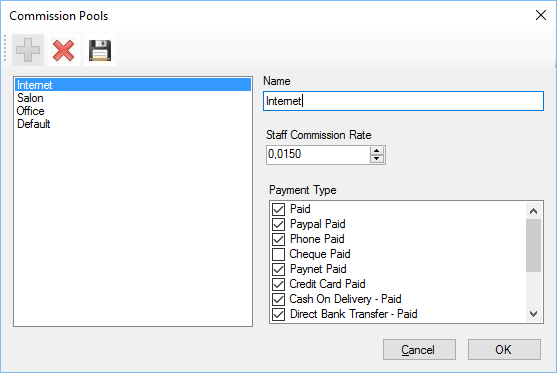 Commission Pools
Internet
Salon
Office
Default
Name
Internet
Staff Commission Rate
0,0150
Payment Type
Paid
Paypal Paid
Phone Paid
Cheque Paid
Paynet Paid
Credit Card Paid
Cash On Delivery - Paid
Direct Bank Transfer - Paid
Cancel
OK